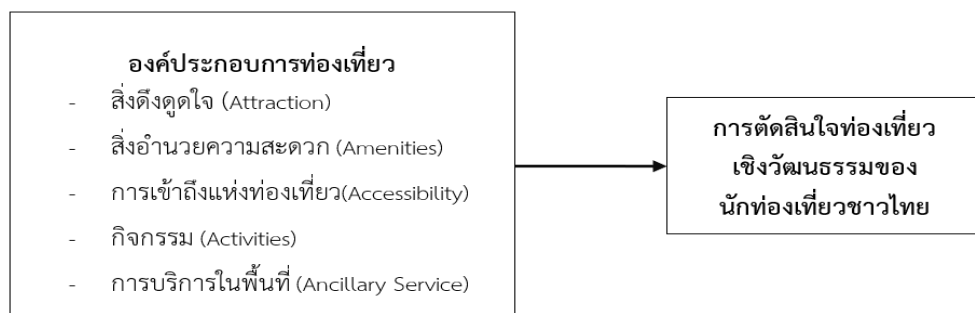 องค์ประกอบการท่องเที่ยว
- สิ่งดึงดูดใจ (Attraction)
- สิ่งอำนวยความสะดวก (Amenities)
- การเข้าถึงแห่งท่องเที่ยว(Accessibility)
- กิจกรรม (Activities)
- การบริการในพื้นที่ (Ancillary Service)
การตัดสินใจท่องเที่ยว
เชิงวัฒนธรรมของ
นักท่องเที่ยวชาวไทย